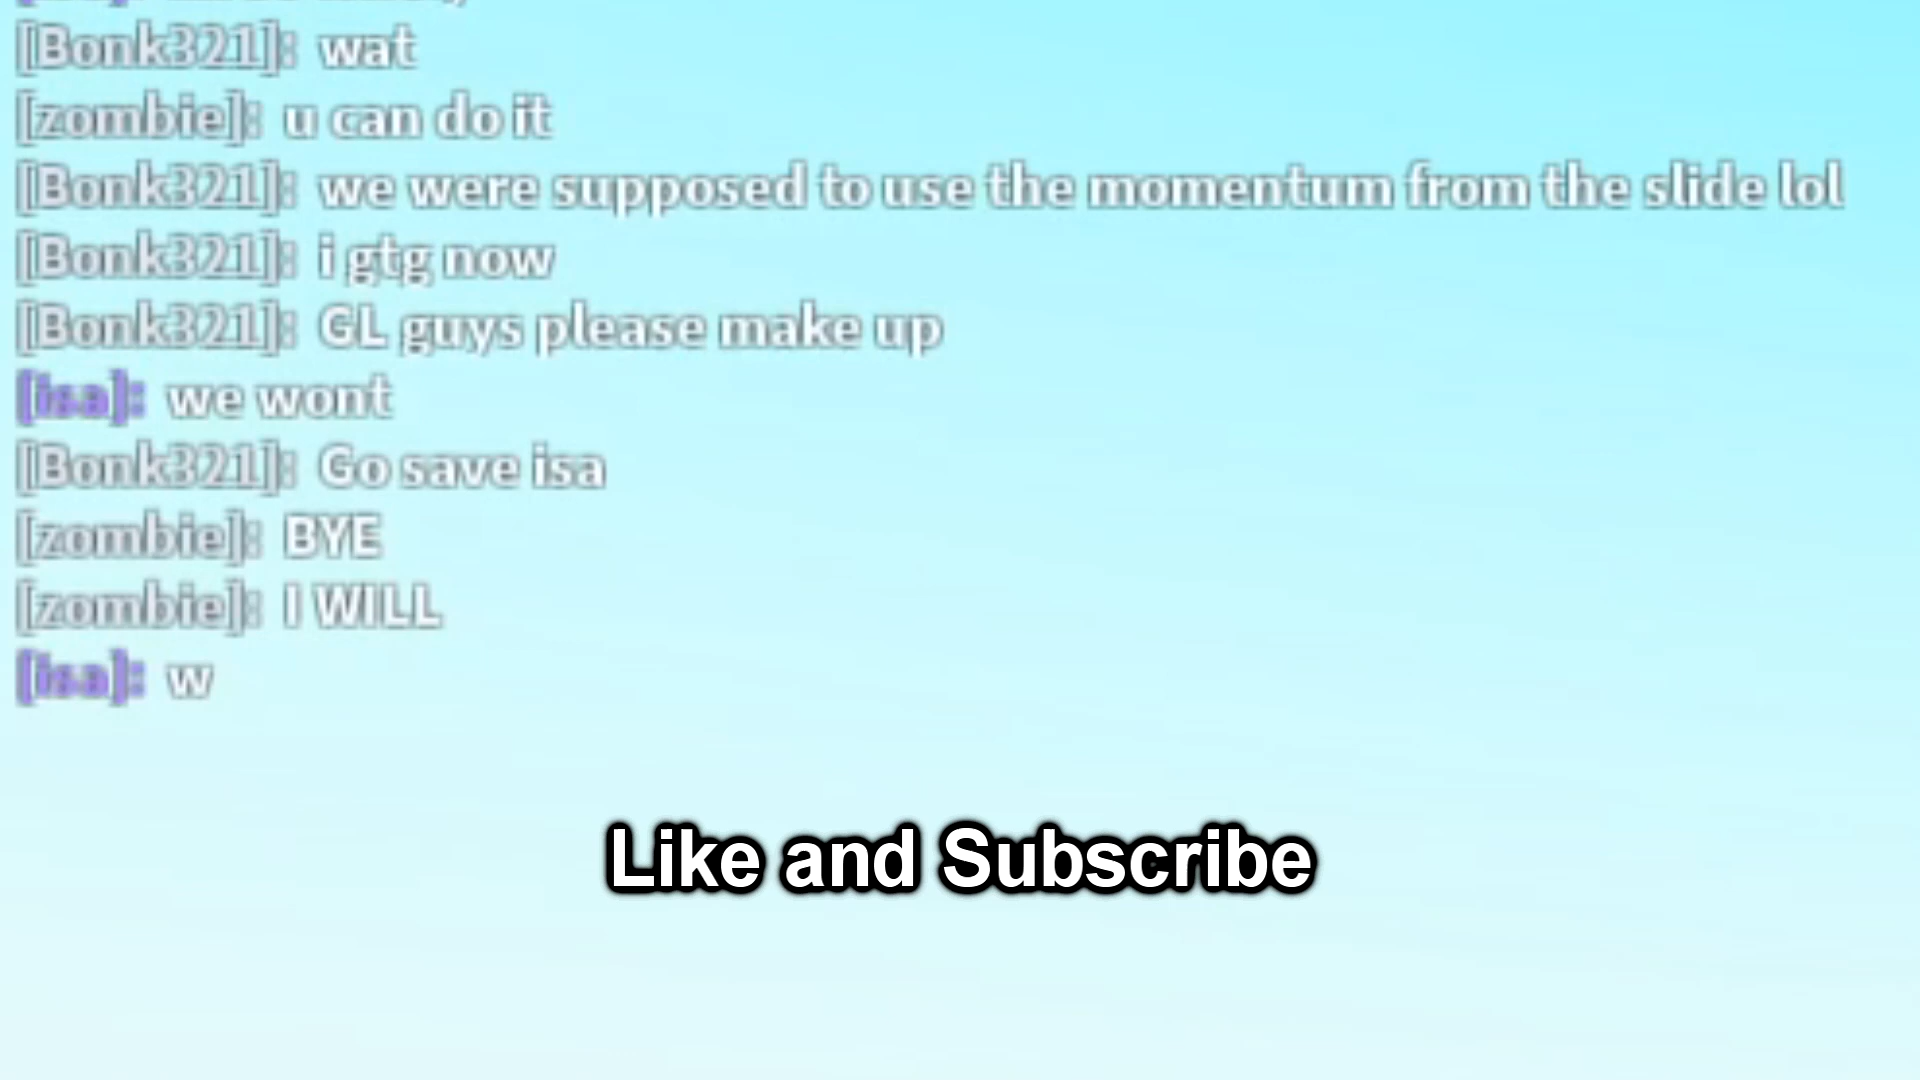 [Bonk321]: wat
[zombie]: u can do it
[Bonk321]: we were supposed to use the momentum from the slide lol
[Bonk321]: i gtg now
[Bonk321]: GL guys please make up
[isa]: we wont
[Bonk321]: Go save isa
[zombie]: BYE
[zombie]: I WILL
[isa]: w
Like and Subscribe